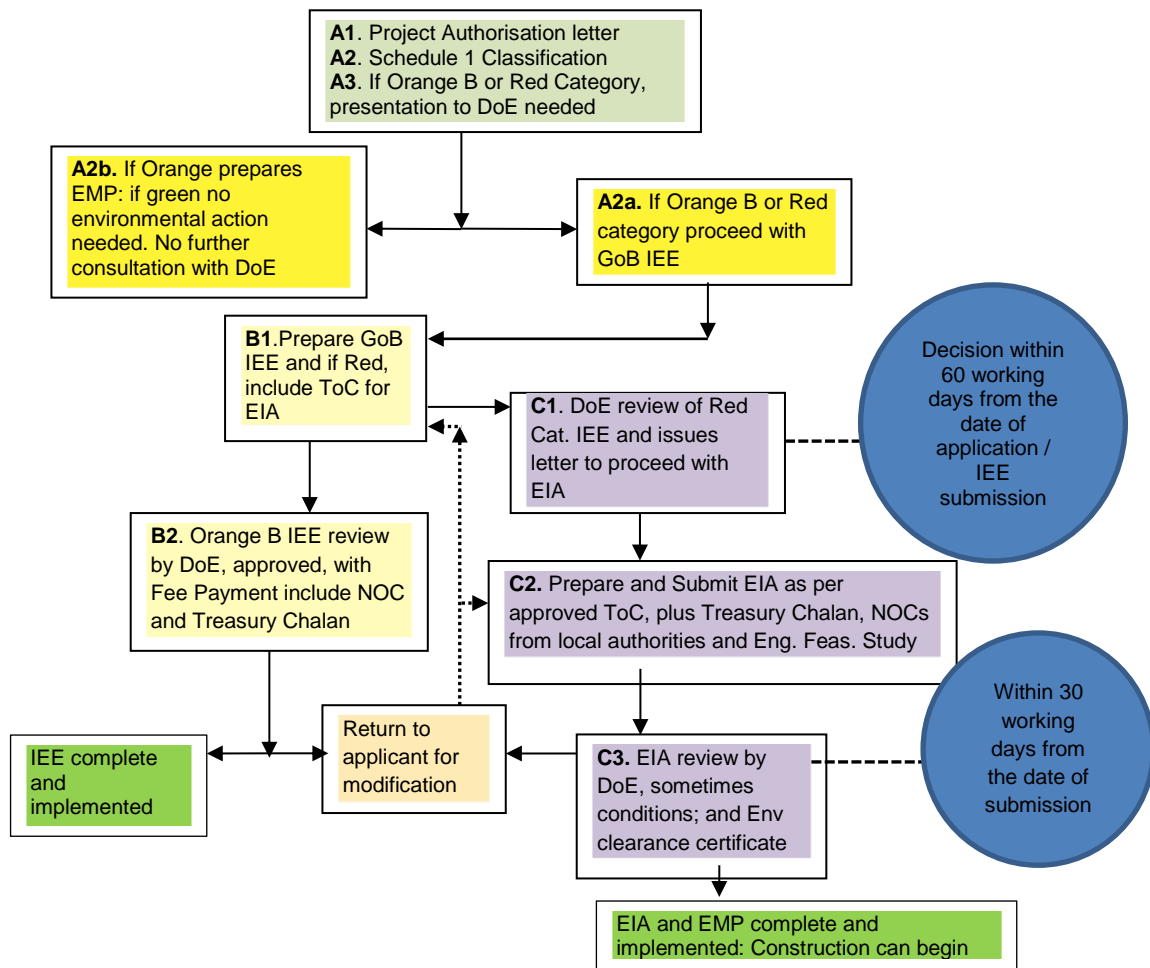 A1. Project Authorisation letter
A2. Schedule 1 Classification
A3. If Orange B or Red Category,
presentation to DoE needed
A2b. If Orange prepares
EMP: if green no
environmental action
needed. No further
consultation with DoE
A2a. If Orange B or Red
category proceed with
GoB IEE
B1.Prepare GoB
IEE and if Red,
include ToC for
EIA
C1. DoE review of Red
Cat. IEE and issues
letter to proceed with
EIA
Decision within
60 working
days from the
date of
application /
IEE
submission
B2. Orange B IEE review
by DoE, approved, with
Fee Payment include NOC
and Treasury Chalan
C2. Prepare and Submit EIA as per
approved ToC, plus Treasury Chalan, NOCs
from local authorities and Eng. Feas. Study
Within 30
working
days from
the date of
submission
IEE complete
and
implemented
Return to
applicant for
modification
C3. EIA review by
DoE, sometimes
conditions; and Env
clearance certificate
EIA and EMP complete and
implemented: Construction can begin